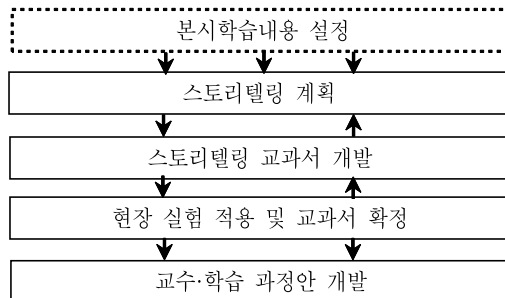 본시학습내용 설정
스토리텔링 계획
스토리텔링 교과서 개발
현장 실험 적용 및 교과서 확정
교수·학습 과정안 개발